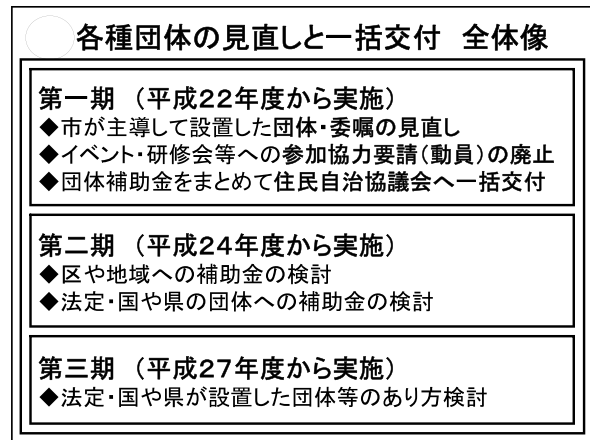 各種団体の見直しと一括交付　全体像
第一期　（平成２２年度から実施）
◆市が主導して設置した団体・委嘱の見直し
◆イベント・研修会等への参加協力要請（動員）の廃止
◆団体補助金をまとめて住民自治協議会へ一括交付
第二期　（平成２４年度から実施）
◆区や地域への補助金の検討
◆法定・国や県の団体への補助金の検討
第三期　（平成２７年度から実施）
◆法定・国や県が設置した団体等のあり方検討